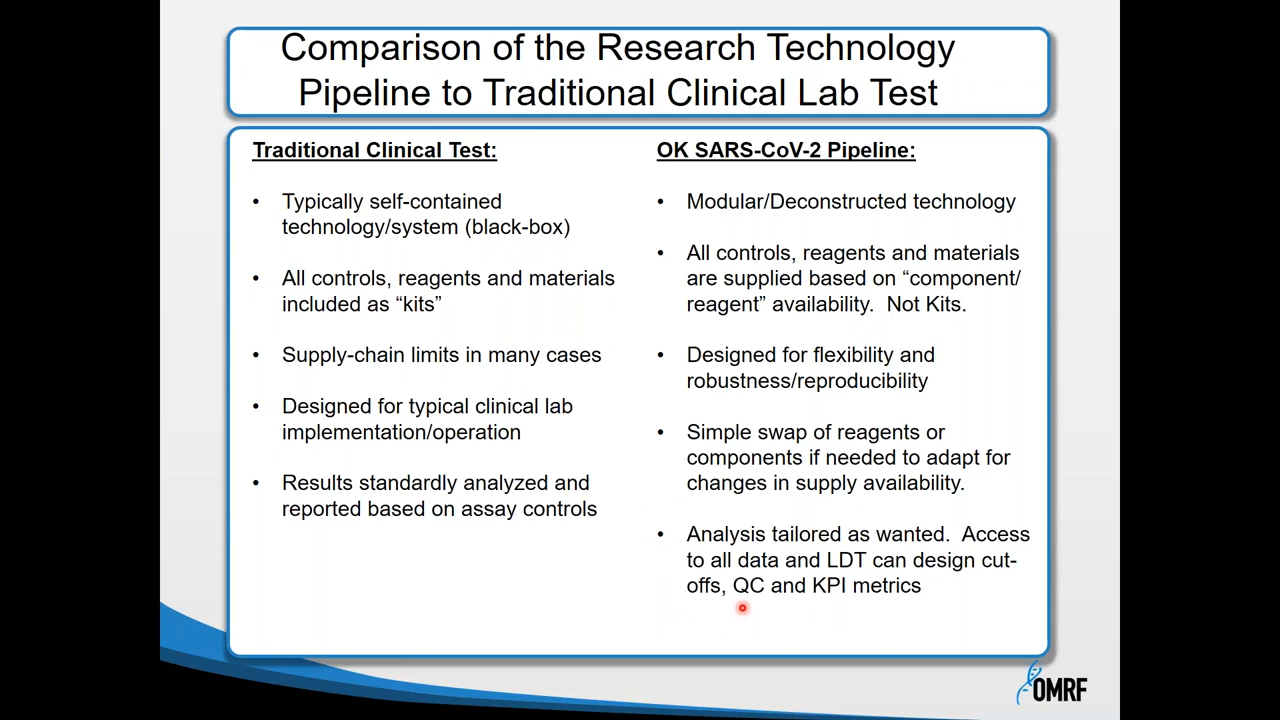 Comparison of the Research Technology
Pipeline to Traditional Clinical Lab Test
Traditional Clinical Test:
• Typically self-contained
technology/system (black-box)
• All controls, reagents and materials
included as “kits”
• Supply-chain limits in many cases
• Designed for typical clinical lab
implementation/operation
• Results standardly analyzed and
reported based on assay controls
OK SARS-CoV-2 Pipeline:
• Modular/Deconstructed technology
• All controls, reagents and materials
are supplied based on “component/
reagent” availability.  Not Kits.
• Designed for flexibility and
robustness/reproducibility
• Simple swap of reagents or
components if needed to adapt for
changes in supply availability.
• Analysis tailored as wanted.  Access
to all data and LDT can design cut-
offs, QC and KPI metrics
OMRF